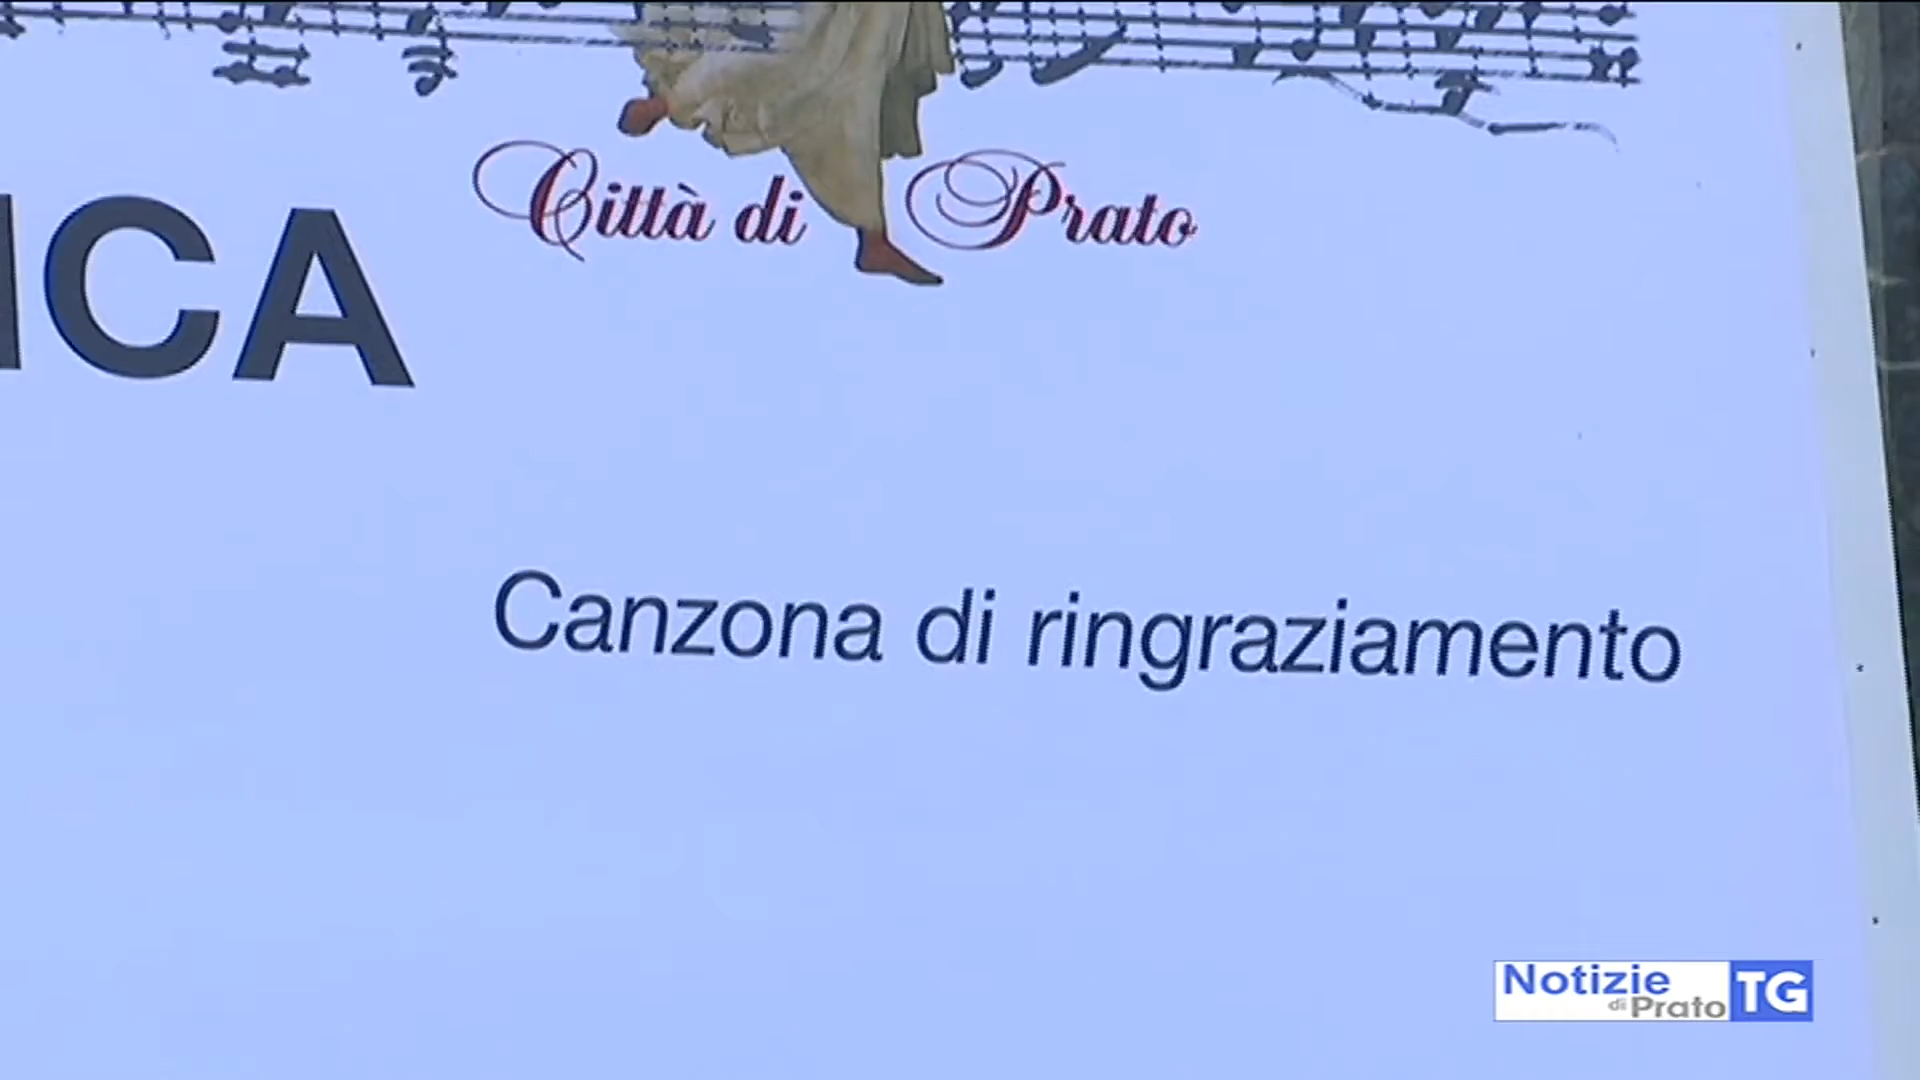 Città di Prato
ICA
Canzona di ringraziamento
Notizie
di Prato
TG